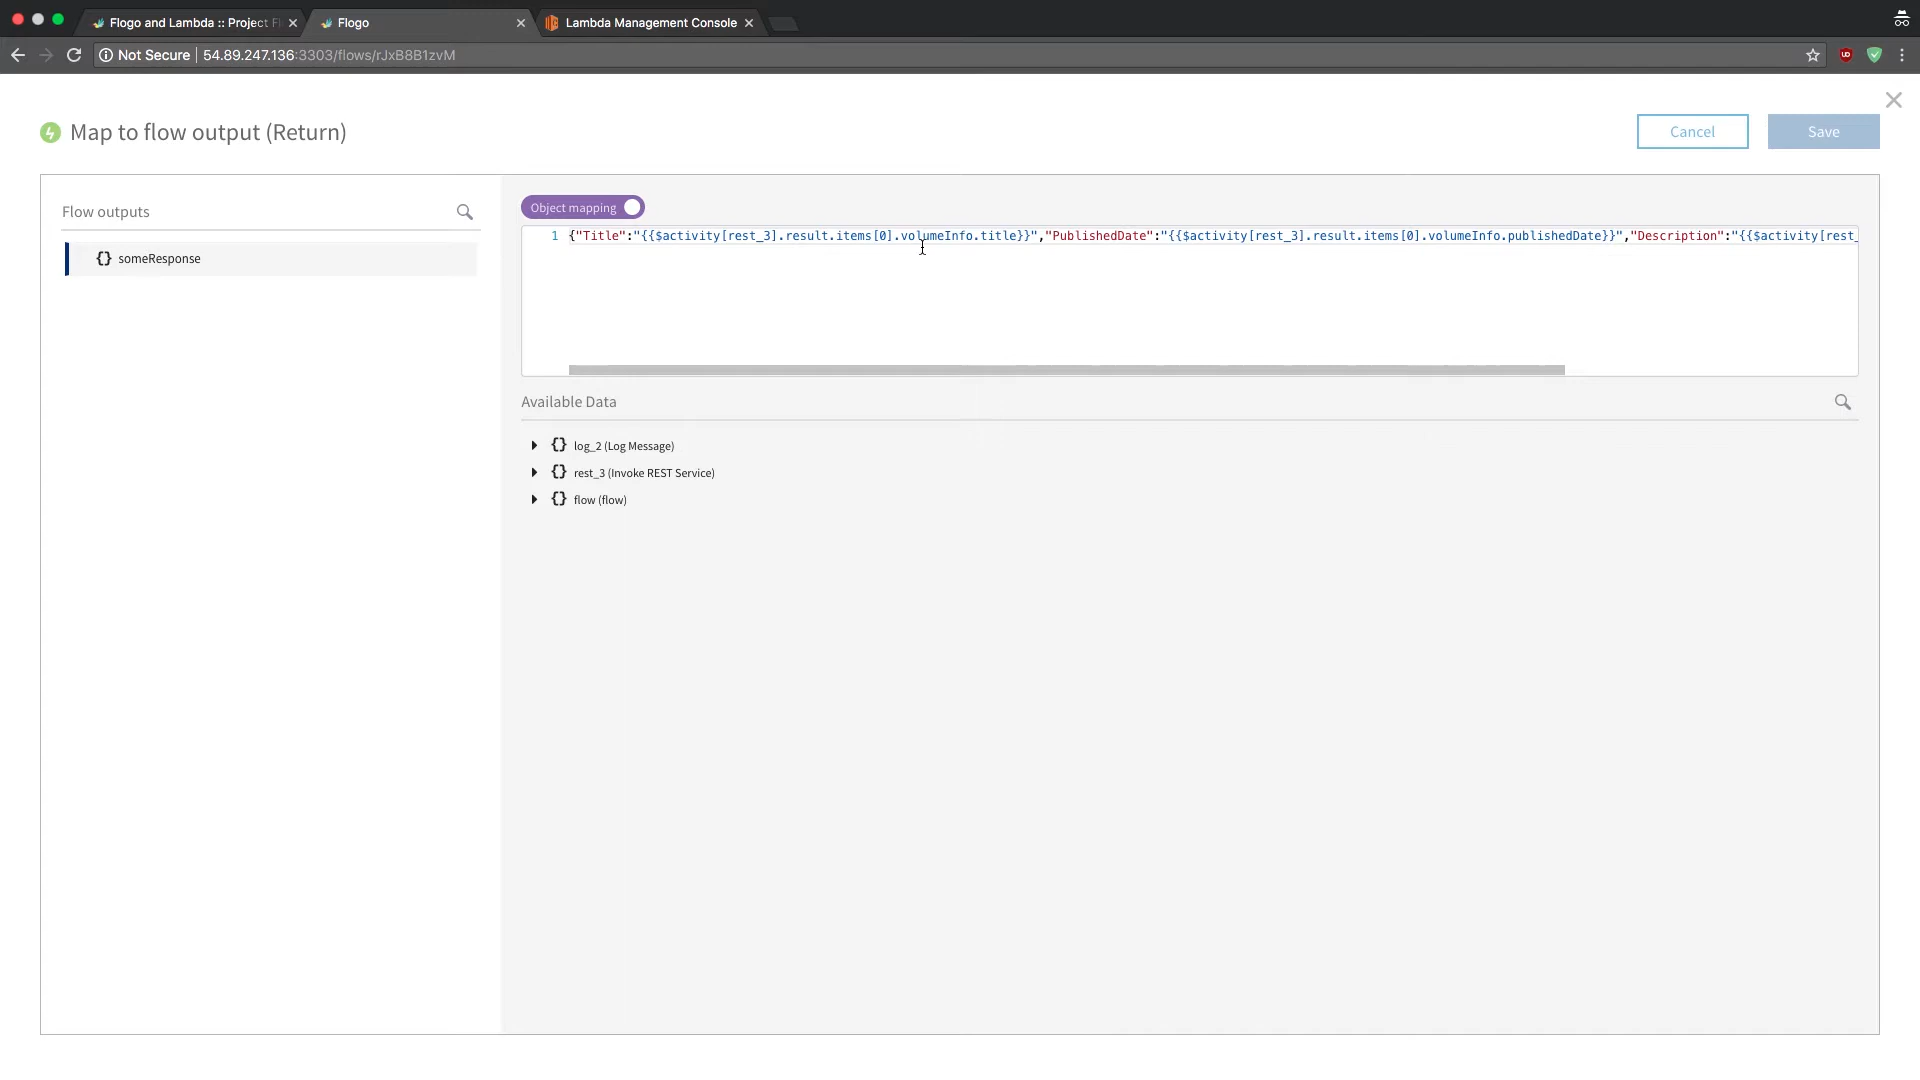 Flogo and Lambda :: Project Fl
Flogo
Lambda Management Console
Not Secure
54.89.247.136:3303/flows/rJxB8B1zvM
Map to flow output (Return)
Cancel
Save
Flow outputs
{} someResponse
Object mapping
1 {"Title":"{{$activity[rest_3].result.items[0].volumeInfo.title}}","PublishedDate":"{{$activity[rest_3].result.items[0].volumeInfo.publishedDate}}","Description":"{{$activity[rest_
Available Data
{} log_2 (Log Message)
{} rest_3 (Invoke REST Service)
{} flow (flow)